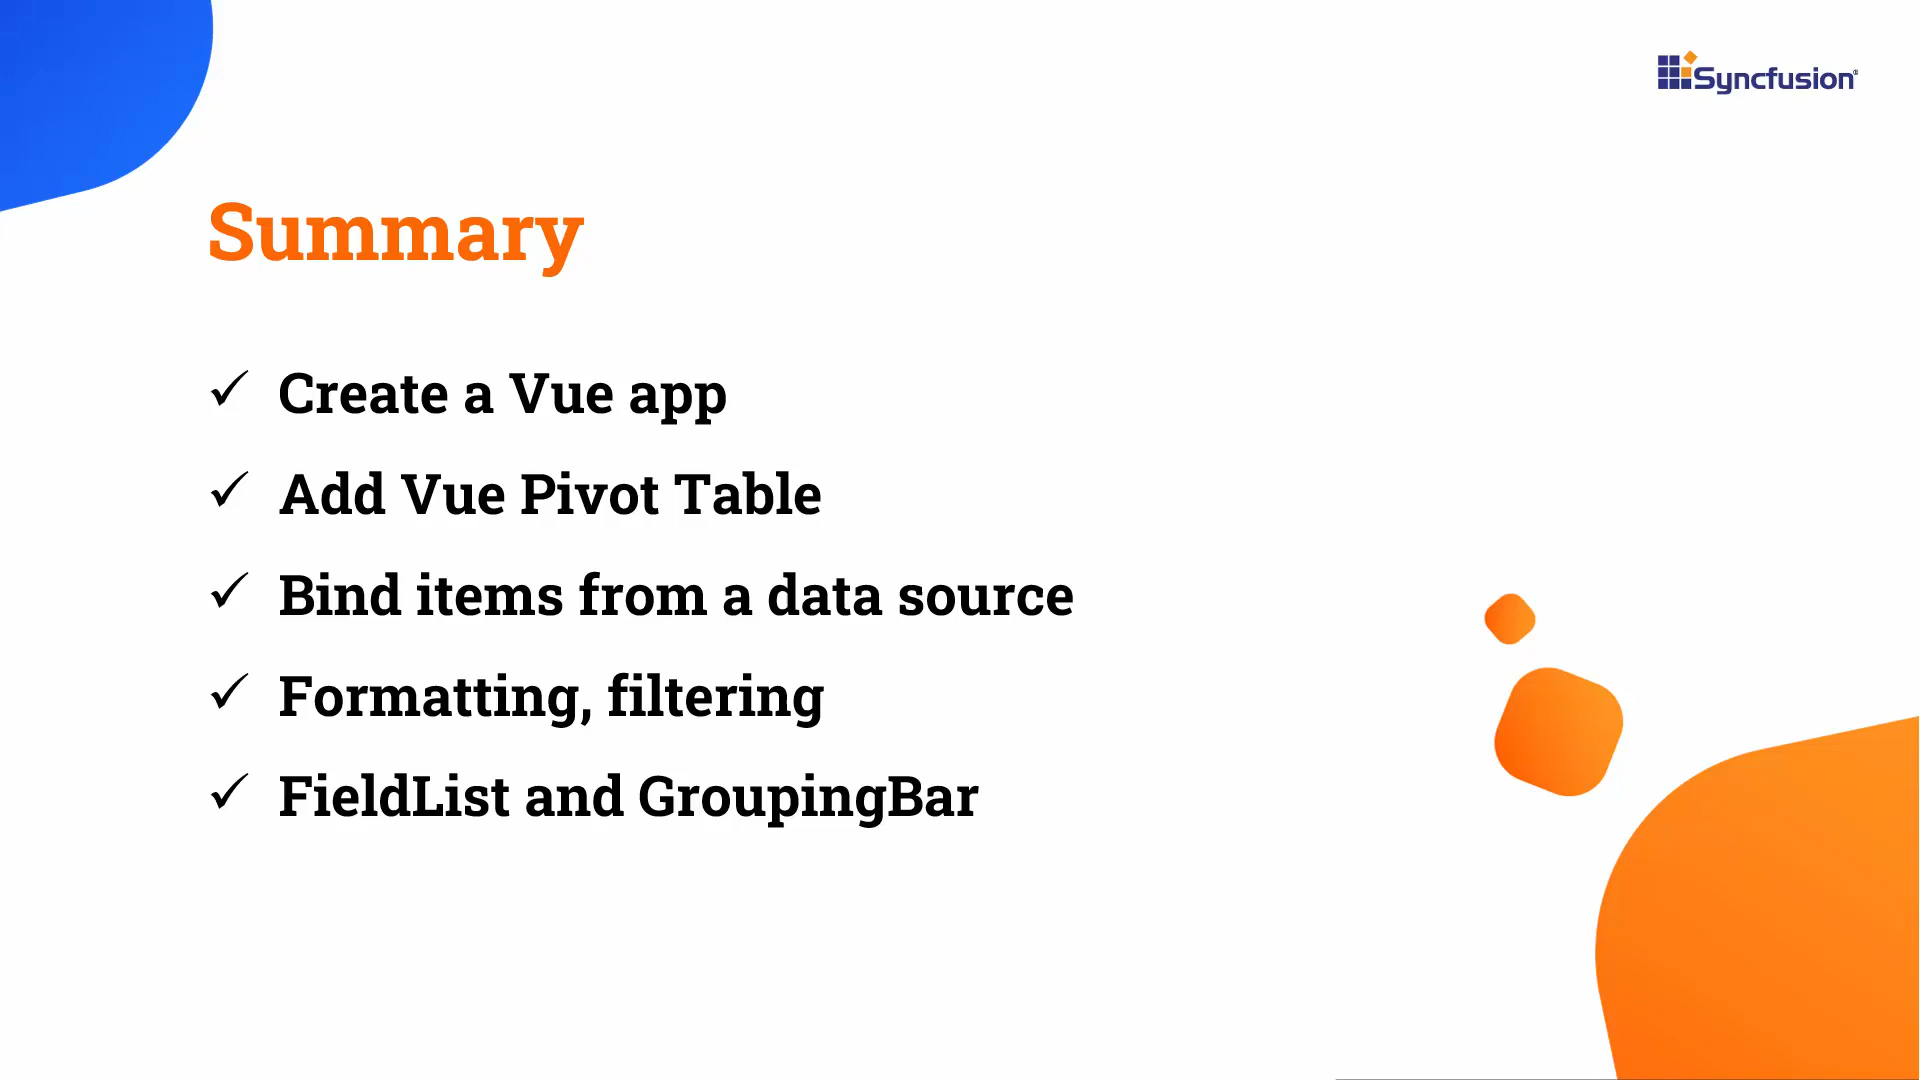 Syncfusion®
Summary
✓ Create a Vue app
✓ Add Vue Pivot Table
✓ Bind items from a data source
✓ Formatting, filtering
✓ FieldList and GroupingBar